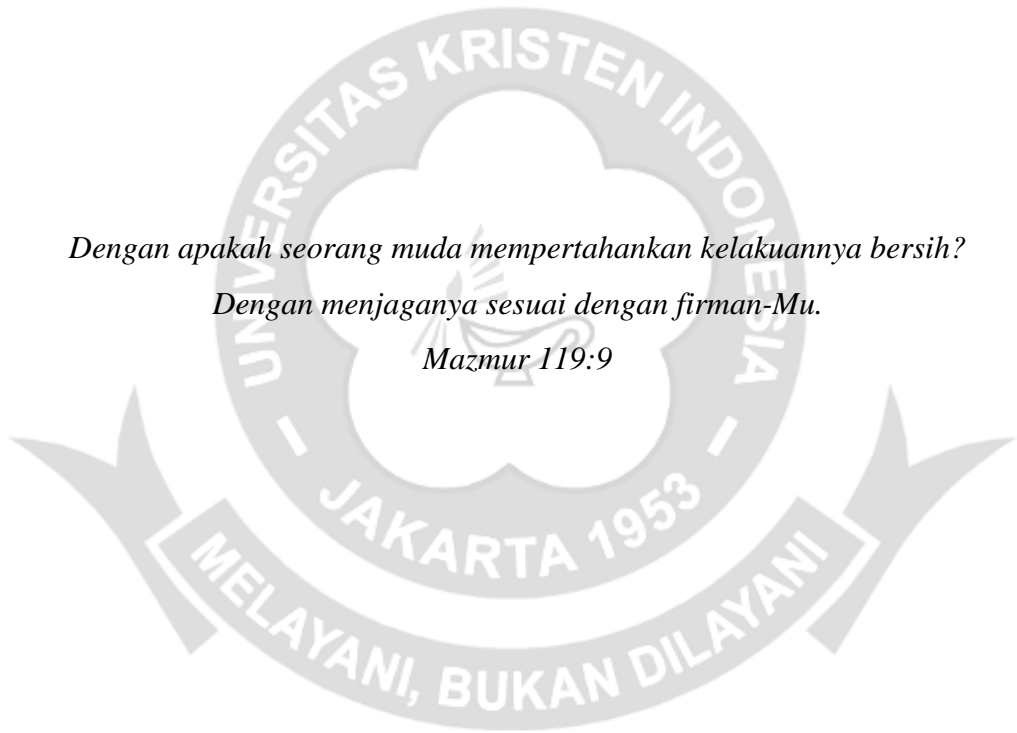 UNIVERSITAS KRISTEN INDONESIA
Dengan apakah seorang muda mempertahankan kelakuannya bersih?
Dengan menjaganya sesuai dengan firman-Mu.
Mazmur 119:9
– JAKARTA 1953 –
MELAYANI, BUKAN DILAYANI